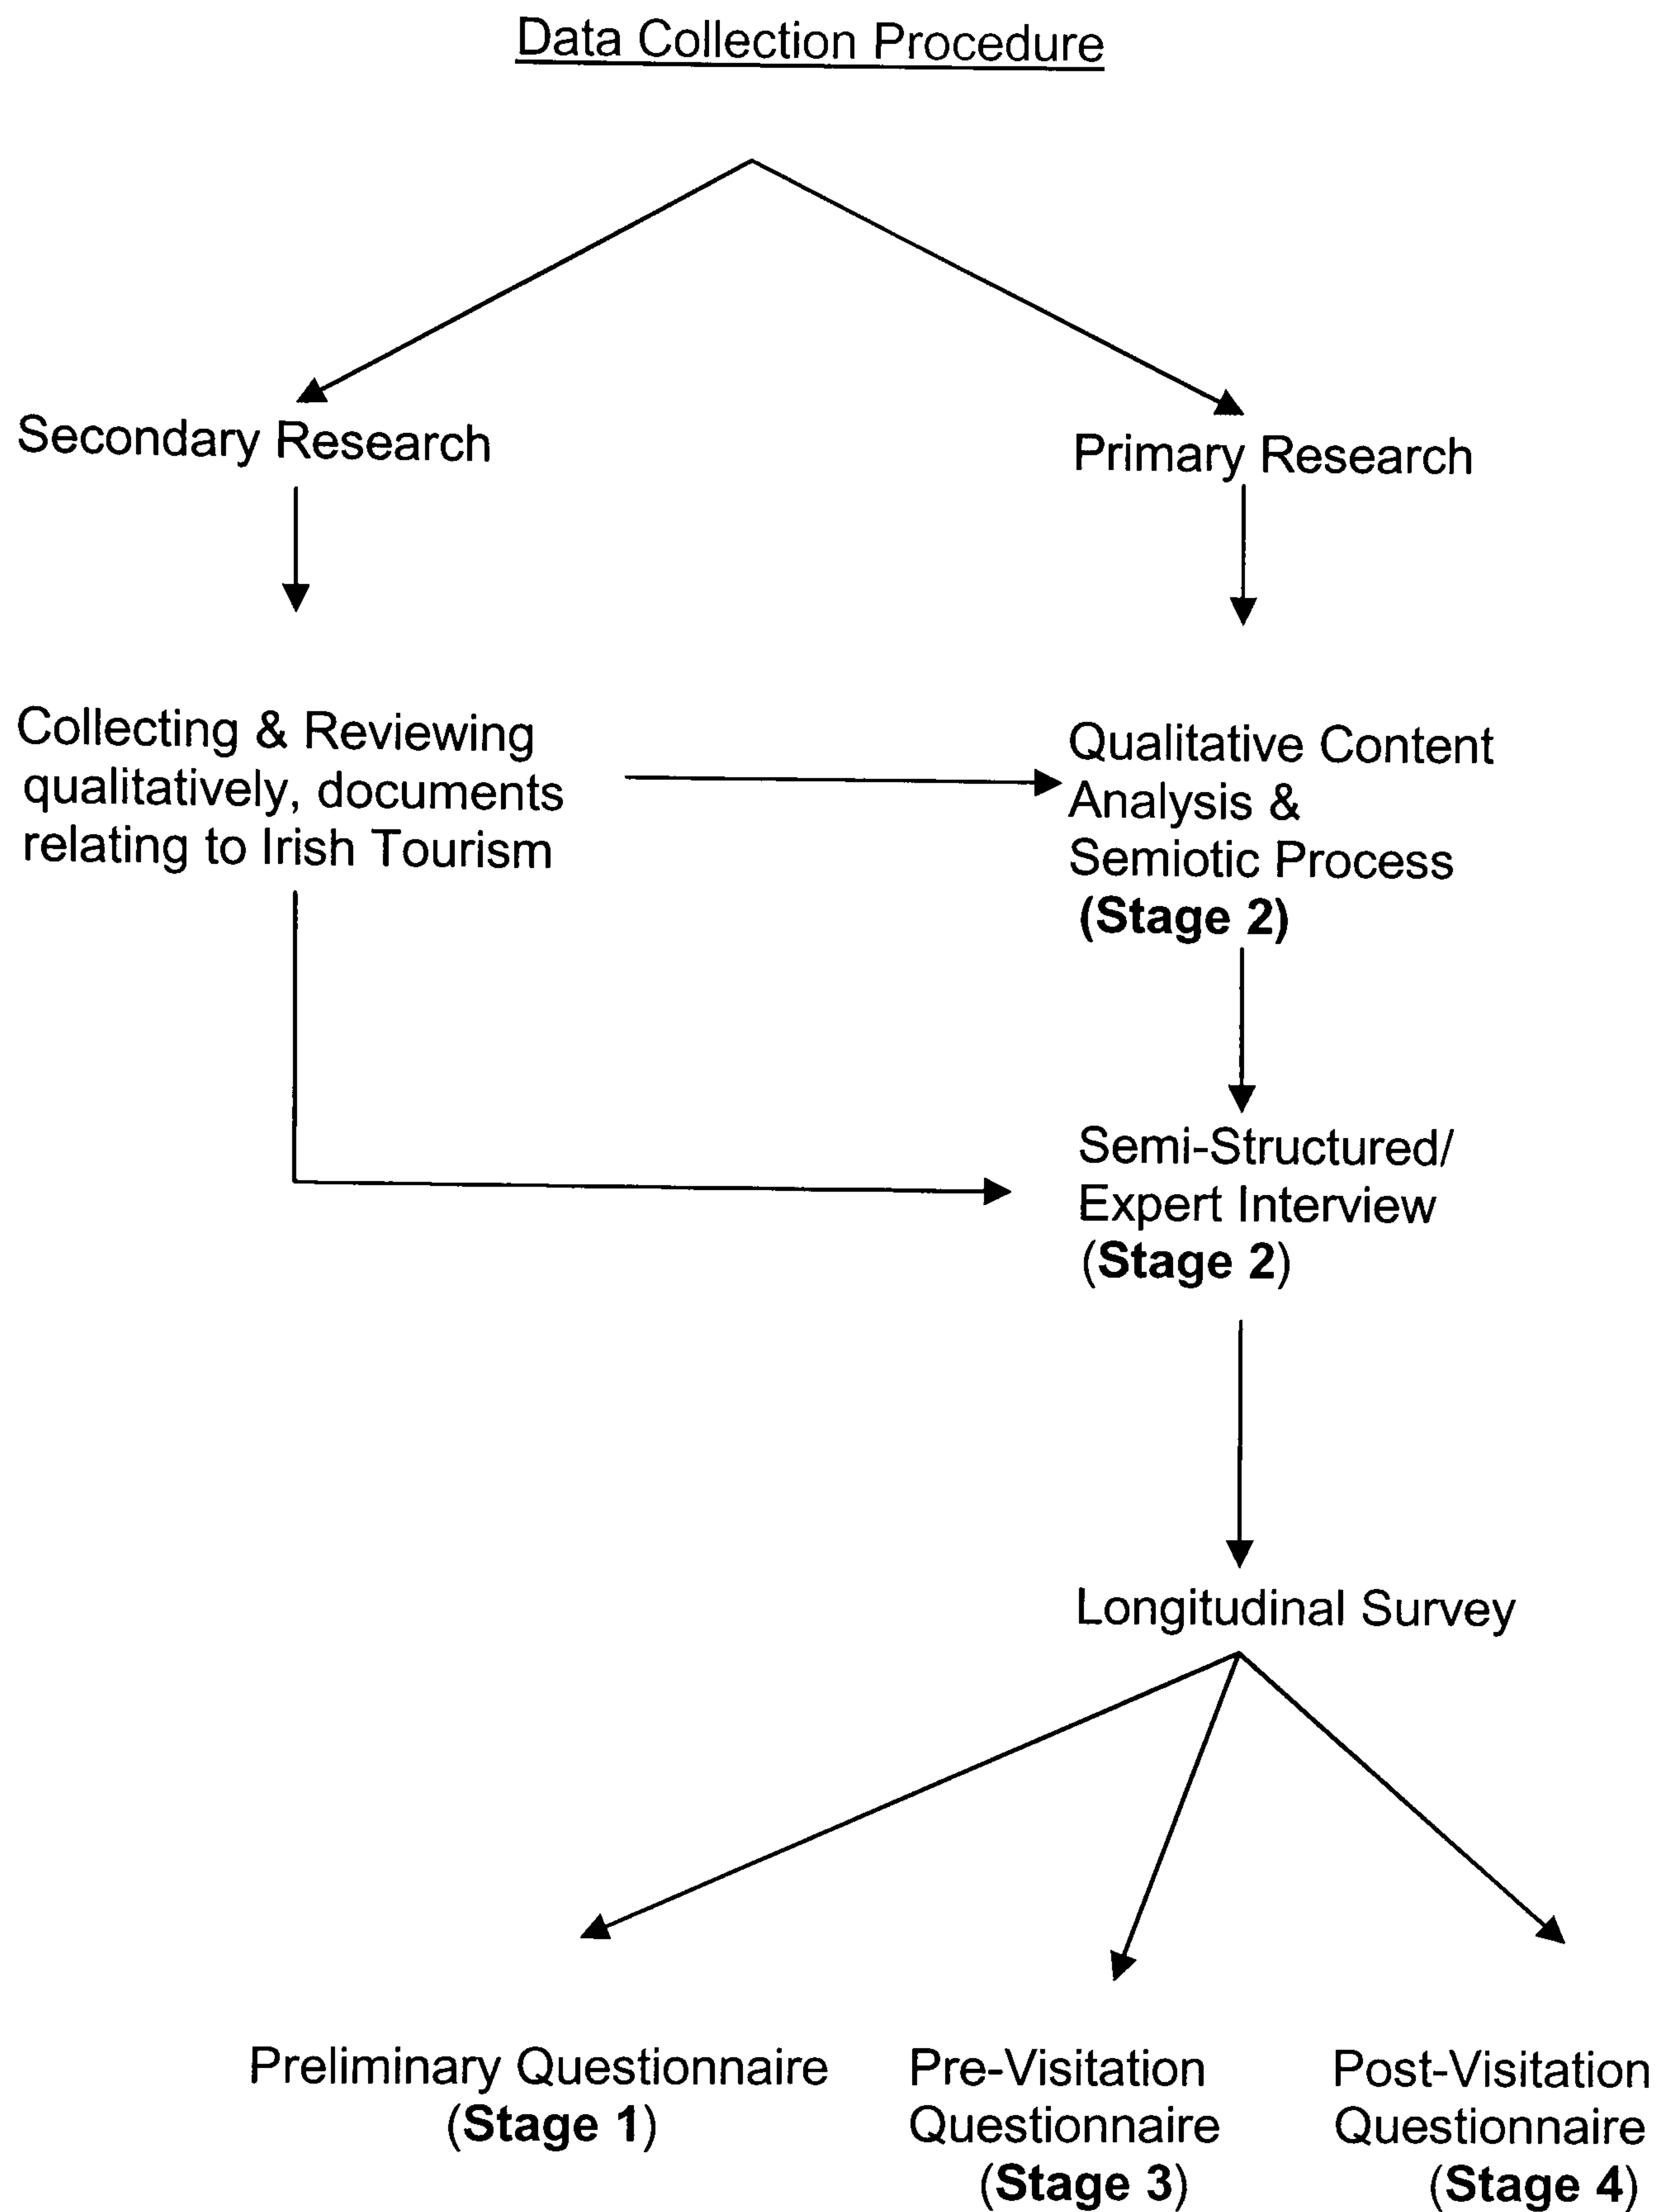 Data Collection Procedure
Secondary Research
Primary Research
Collecting & Reviewing
qualitatively, documents
relating to Irish Tourism
Qualitative Content
Analysis &
Semiotic Process
(Stage 2)
Semi-Structured/
Expert Interview
(Stage 2)
Longitudinal Survey
Preliminary Questionnaire
(Stage 1)
Pre-Visitation
Questionnaire
(Stage 3)
Post-Visitation
Questionnaire
(Stage 4)